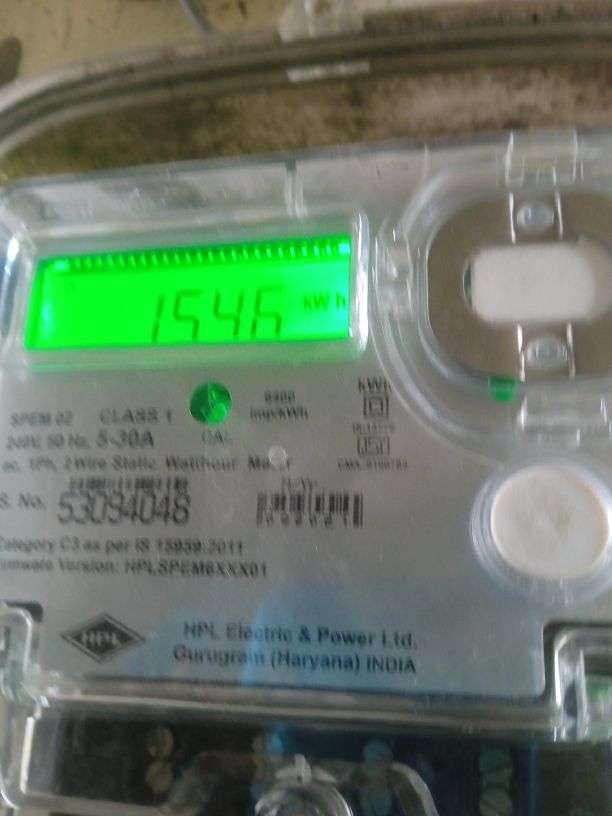 1546 kWh
6400
imp/kWh
kWh
SPEM 02 CLASS 1
240V, 50 Hz, 5-30A
CAL
ac, 1Ph, 2 Wire Static Watthour Meter
S. No. 53094048
Category C3 as per IS 15959:2011
Firmware Version: HPLSPEM6XXX01
HPL
HPL Electric & Power Ltd.
Gurugram (Haryana) INDIA